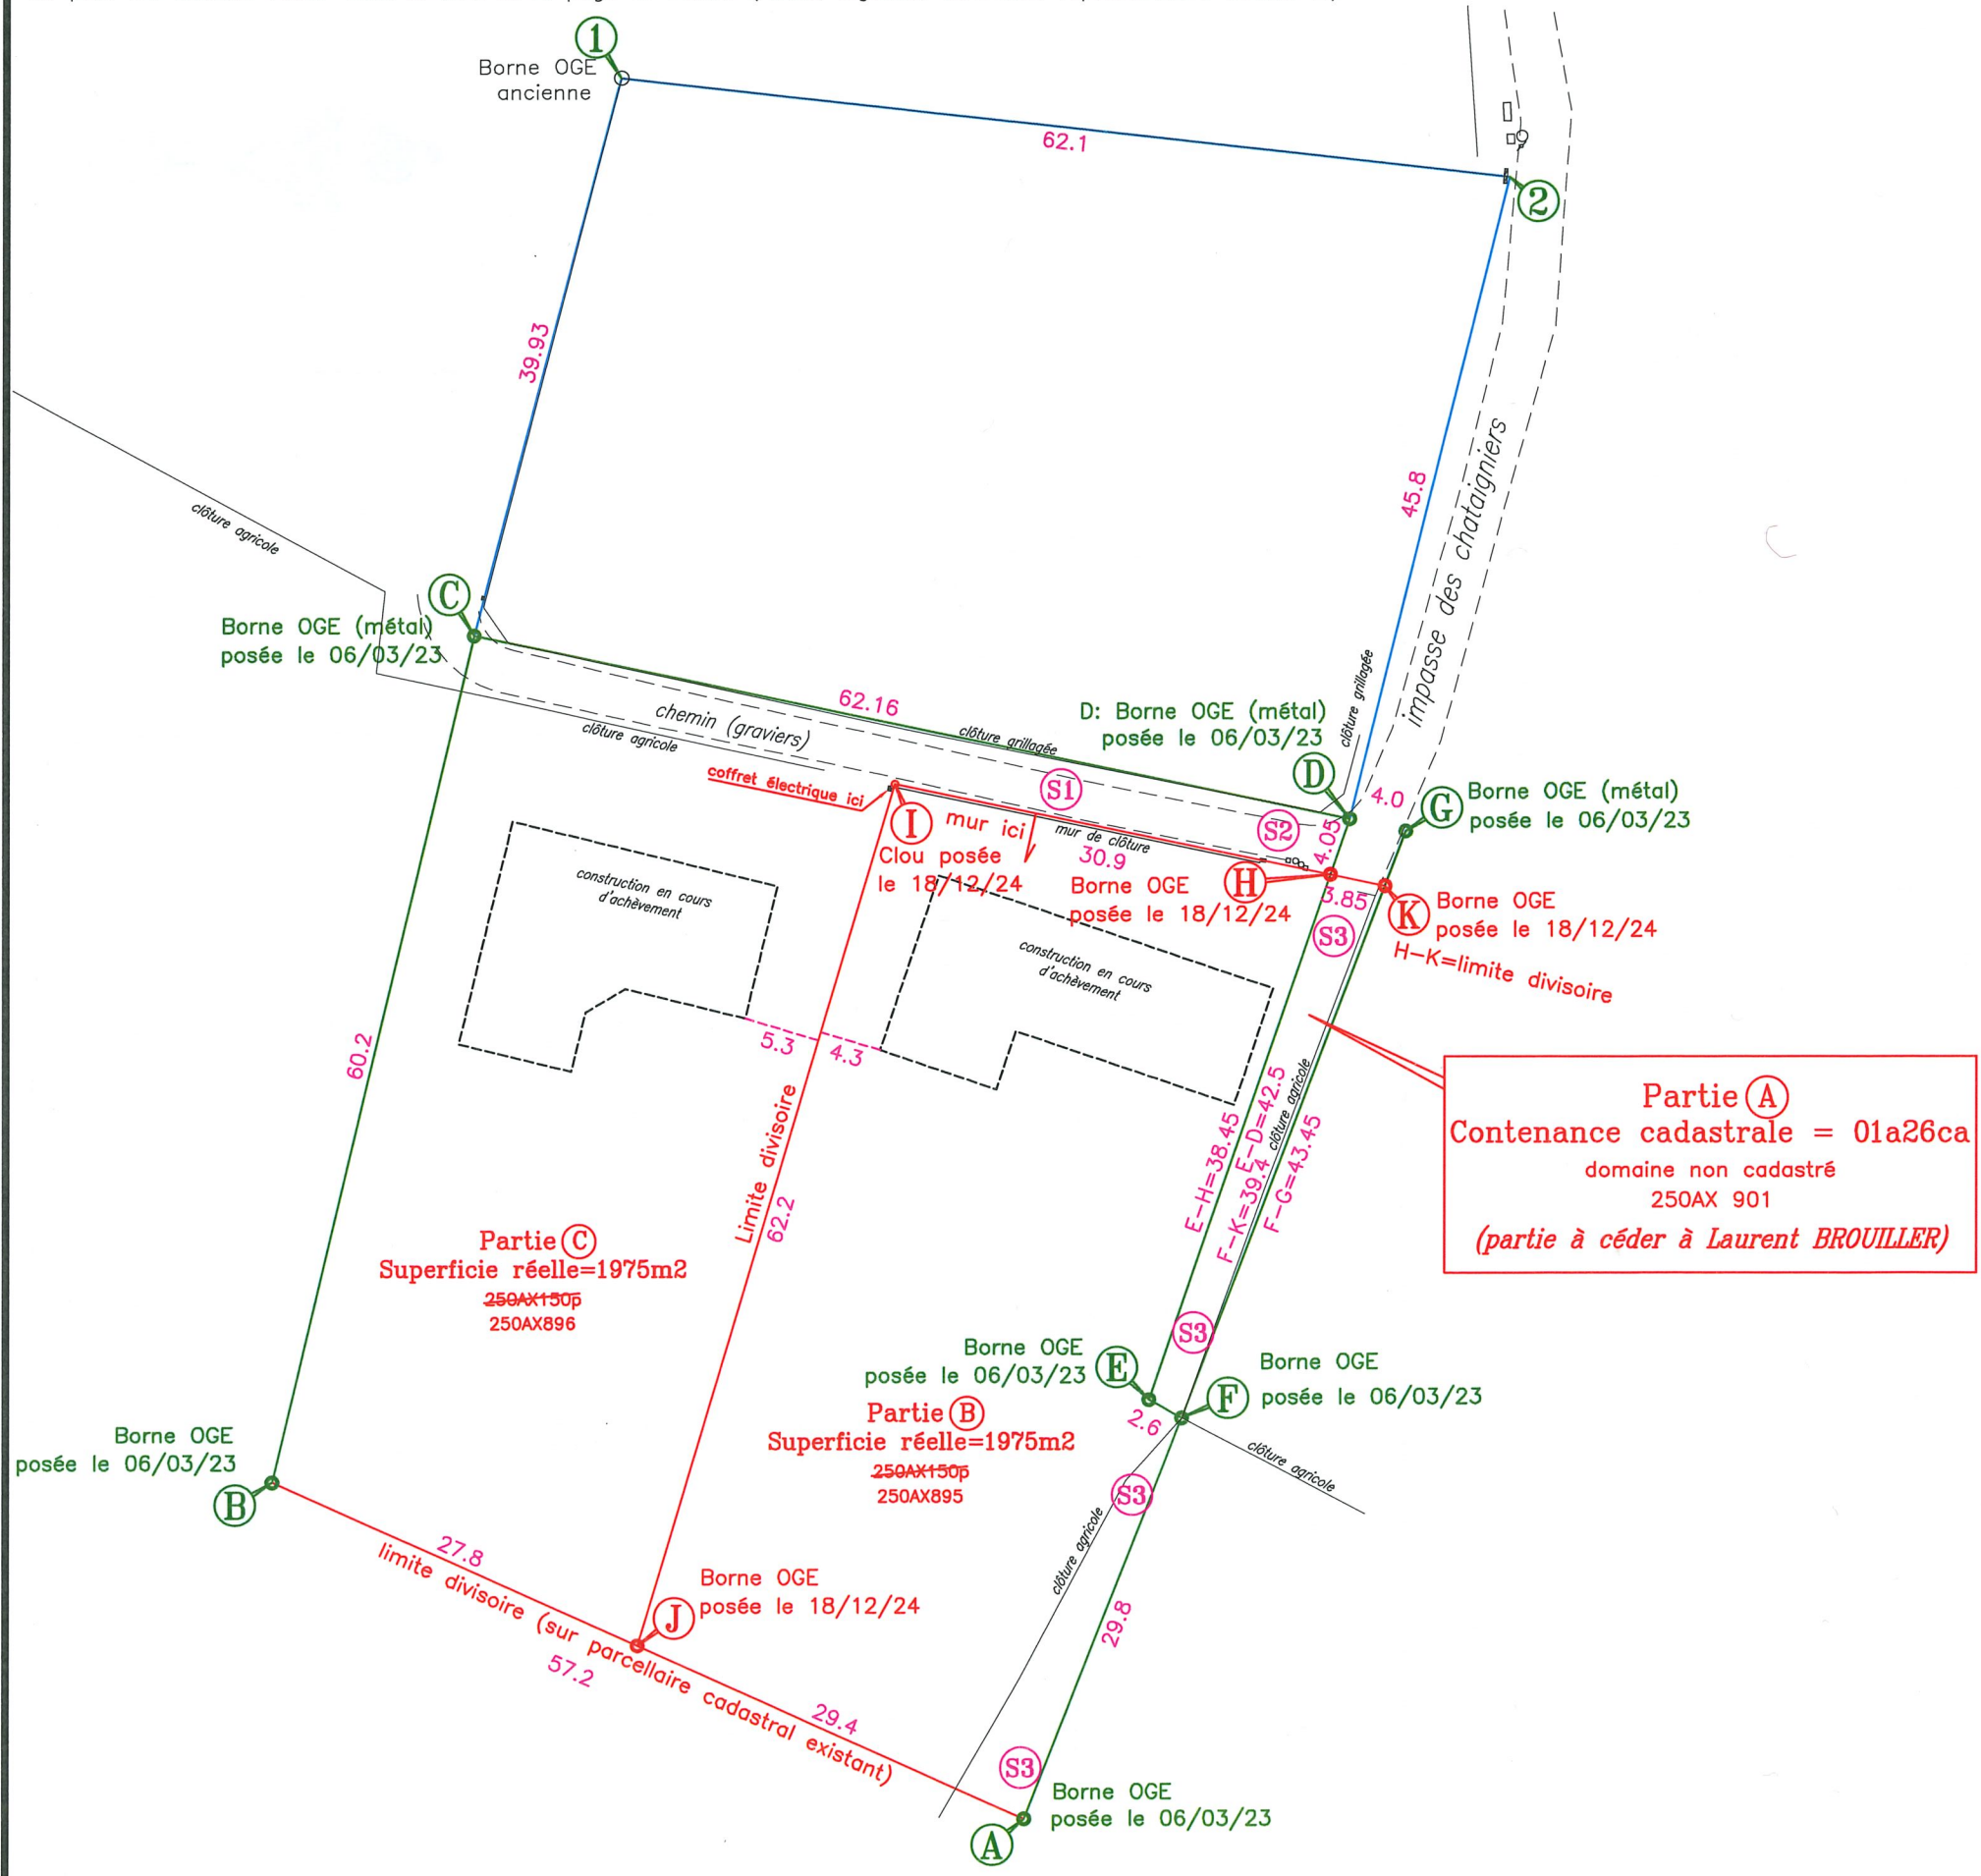 1
Borne OGE
ancienne
62.1
2
39.93
45.8
impasse des chataigniers
clôture agricole
C
Borne OGE (métal)
posée le 06/03/23
62.16
chemin (graviers)
clôture agricole
clôture grillagée
clôture grillagée
D: Borne OGE (métal)
posée le 06/03/23
D
4.0
G
Borne OGE (métal)
posée le 06/03/23
coffret électrique ici
S1
S2
4.05
I
mur ici
mur de clôture
30.9
Clou posée
le 18/12/24
H
Borne OGE
posée le 18/12/24
3.85
K
Borne OGE
posée le 18/12/24
H-K=limite divisoire
S3
construction en cours
d'achèvement
construction en cours
d'achèvement
5.3
4.3
60.2
Limite divisoire
62.2
E-H=38.45
E-D=42.5
F-K=39.4
clôture agricole
F-G=43.45
Partie A
Contenance cadastrale = 01a26ca
domaine non cadastré
250AX 901
(partie à céder à Laurent BROUILLER)
Partie C
Superficie réelle=1975m2
250AX150p
250AX896
S3
Borne OGE
posée le 06/03/23
E
2.6
F
Borne OGE
posée le 06/03/23
Partie B
Superficie réelle=1975m2
250AX150p
250AX895
clôture agricole
S3
clôture agricole
Borne OGE
posée le 06/03/23
B
27.8
limite divisoire (sur parcellaire cadastral existant)
57.2
J
Borne OGE
posée le 18/12/24
29.8
29.4
S3
Borne OGE
posée le 06/03/23
A